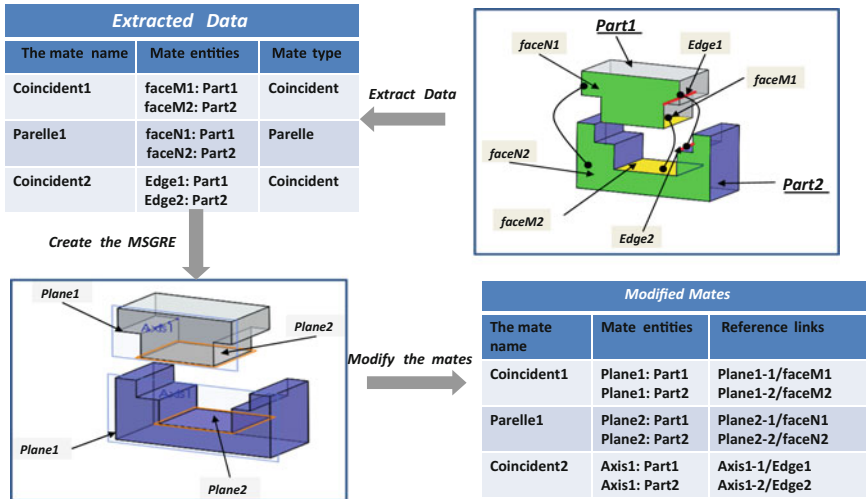 Extracted Data
The mate name Mate entities Mate type
Coincident1 faceM1: Part1 Coincident
faceM2: Part2
Parelle1 faceN1: Part1 Parelle
faceN2: Part2
Coincident2 Edge1: Part1 Coincident
Edge2: Part2
Extract Data
Part1
faceN1
Edge1
faceM1
faceN2
Part2
faceM2
Edge2
Create the MSGRE
Plane1
Axis1
Plane2
Axis1
Plane1
Plane2
Modify the mates
Modified Mates
The mate name Mate entities Reference links
Coincident1 Plane1: Part1 Plane1-1/faceM1
Plane1: Part2 Plane1-2/faceM2
Parelle1 Plane2: Part1 Plane2-1/faceN1
Plane2: Part2 Plane2-2/faceN2
Coincident2 Axis1: Part1 Axis1-1/Edge1
Axis1: Part2 Axis1-2/Edge2